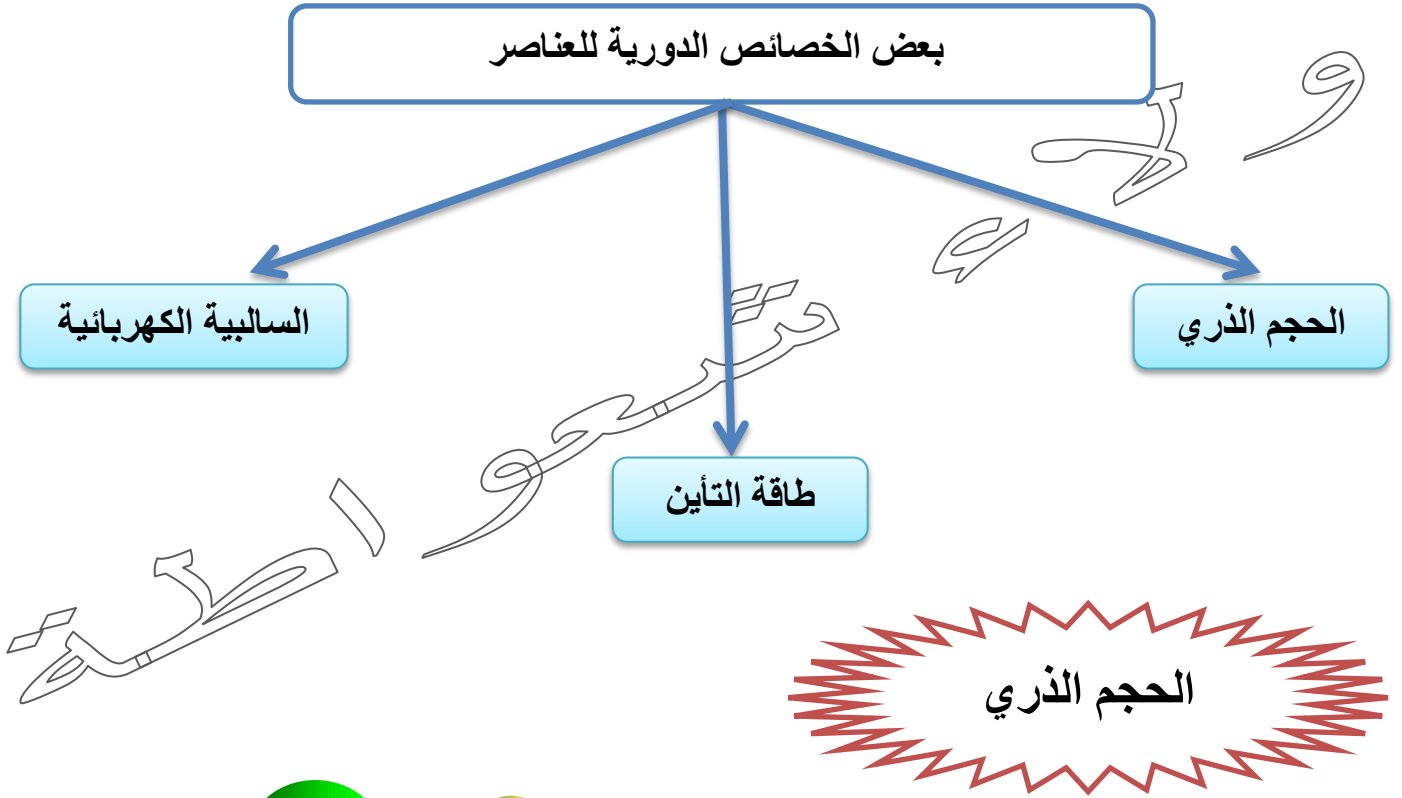 بعض الخصائص الدورية للعناصر
الحجم الذري
السالبية الكهربائية
طاقة التأين
الحجم الذري